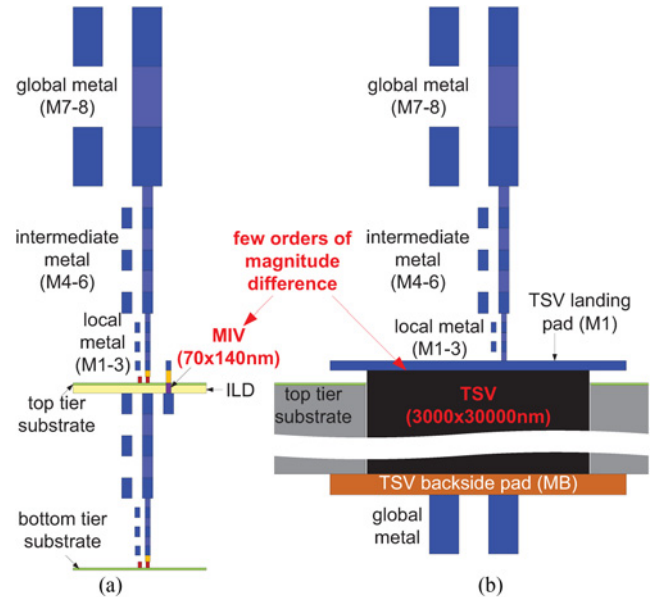 global metal
(M7-8)
intermediate
metal
(M4-6)
local
metal
(M1-3)
MIV
(70x140nm)
ILD
top tier
substrate
bottom tier
substrate
(a)
few orders of
magnitude
difference
global metal
(M7-8)
intermediate
metal
(M4-6)
local metal
(M1-3)
TSV landing
pad (M1)
top tier
substrate
TSV
(3000x30000nm)
TSV backside pad (MB)
global
metal
(b)